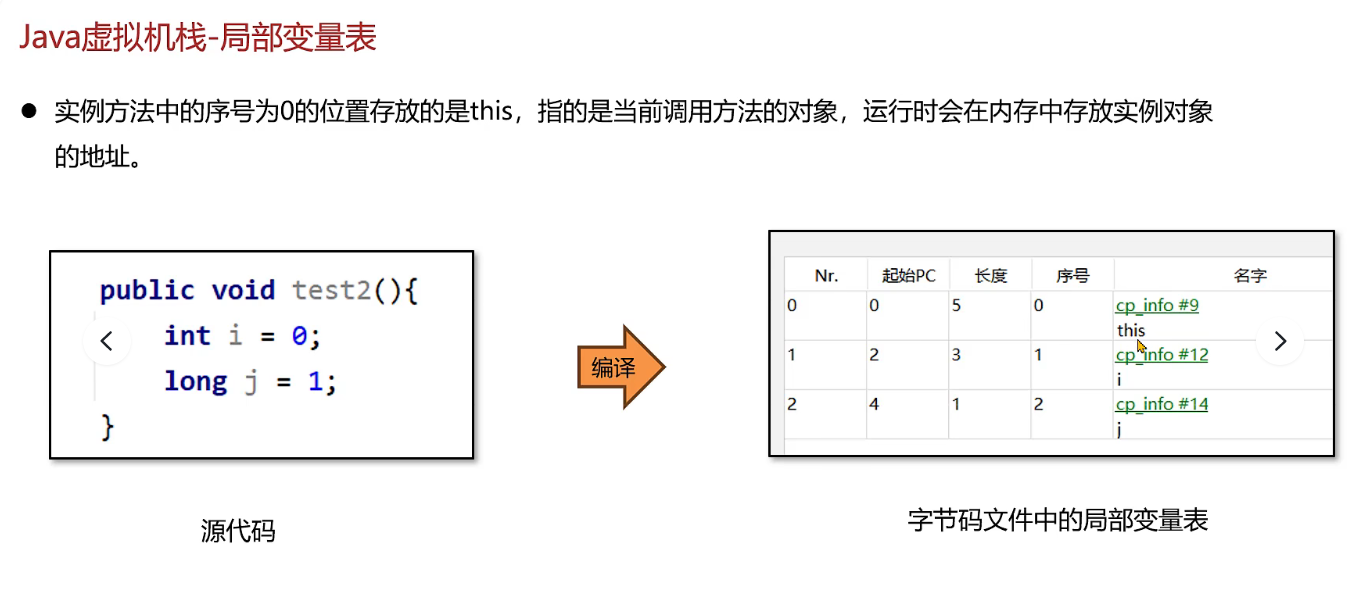 Java虚拟机栈-局部变量表
● 实例方法中的序号为0的位置存放的是this，指的是当前调用方法的对象，运行时会在内存中存放实例对象
的地址。
public void test2(){
int i = 0;
long j = 1;
}
编译
Nr. 起始PC 长度 序号 名字
0 0 5 0 cp_info #9
this
1 2 3 1 cp_info #12
i
2 4 1 2 cp_info #14
j
源代码
字节码文件中的局部变量表